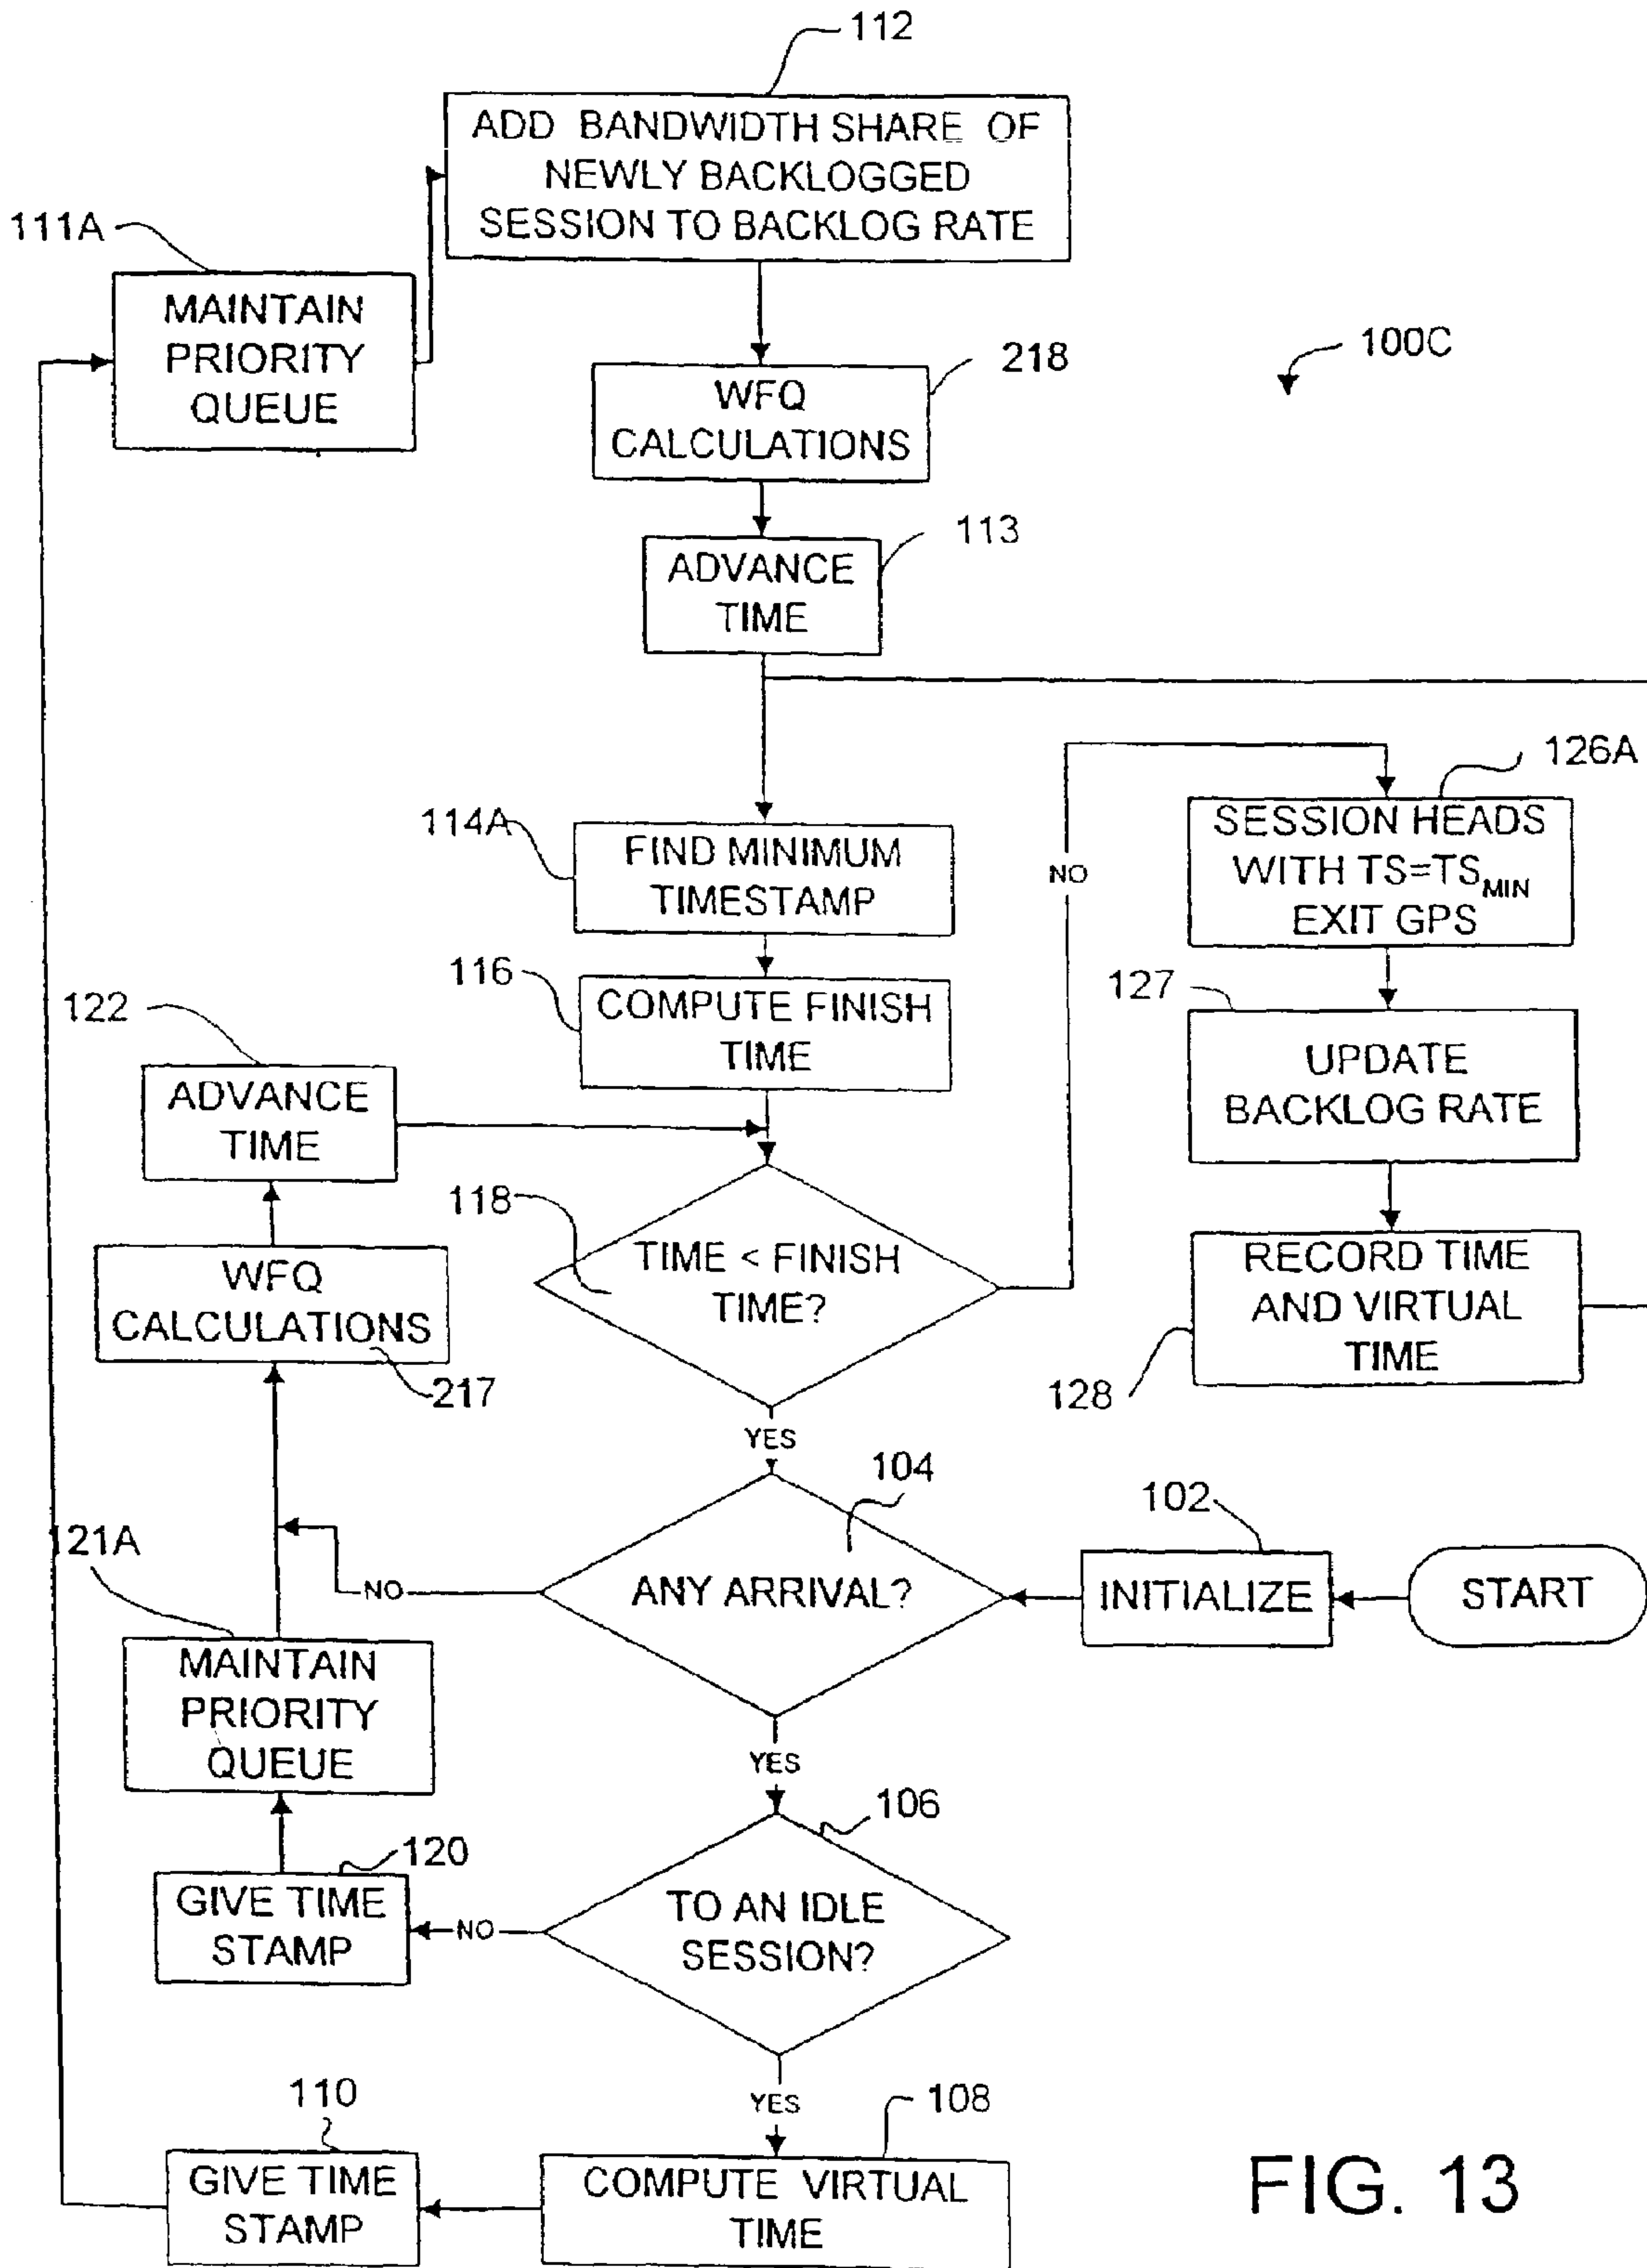 112
ADD BANDWIDTH SHARE OF
NEWLY BACKLOGGED
SESSION TO BACKLOG RATE
111A
MAINTAIN
PRIORITY
QUEUE
218
100C
WFQ
CALCULATIONS
113
ADVANCE
TIME
126A
SESSION HEADS
WITH TS=TSMIN
EXIT GPS
114A
FIND MINIMUM
TIMESTAMP
NO
116
COMPUTE FINISH
TIME
127
UPDATE
BACKLOG RATE
122
ADVANCE
TIME
118
TIME < FINISH
TIME?
RECORD TIME
AND VIRTUAL
TIME
128
WFQ
CALCULATIONS
217
YES
104
102
121A
NO
ANY ARRIVAL?
INITIALIZE
START
MAINTAIN
PRIORITY
QUEUE
YES
106
120
GIVE TIME
STAMP
NO
TO AN IDLE
SESSION?
YES
110
108
GIVE TIME
STAMP
COMPUTE VIRTUAL
TIME
FIG. 13